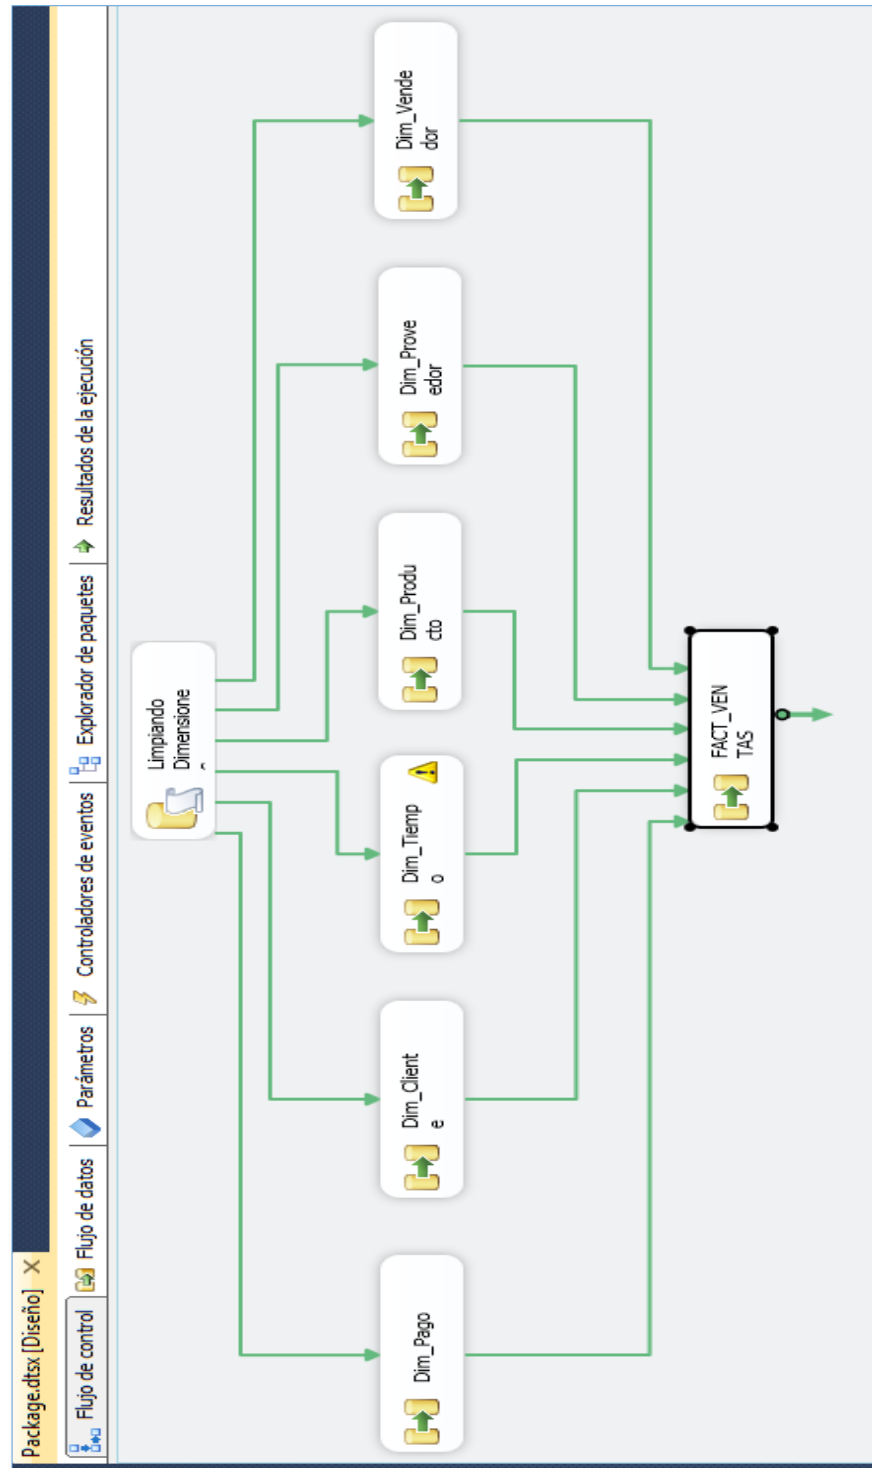 Package.dtsx [Diseño] X
Flujo de control
Flujo de datos
Parámetros
Controladores de eventos
Explorador de paquetes
Resultados de la ejecución
Limpiando
Dimensione
Dim_Pago
Dim_Client
e
Dim_Tiemp
o
Dim_Produ
cto
Dim_Prove
edor
Dim_Vende
dor
FACT_VEN
TAS